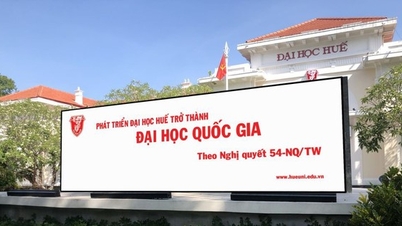 ĐẠI HỌC HUẾ
PHÁT TRIỂN ĐẠI HỌC HUẾ TRỞ THÀNH
ĐẠI HỌC QUỐC GIA
Theo Nghị quyết 54-NQ/TW
www.hueuni.edu.vn